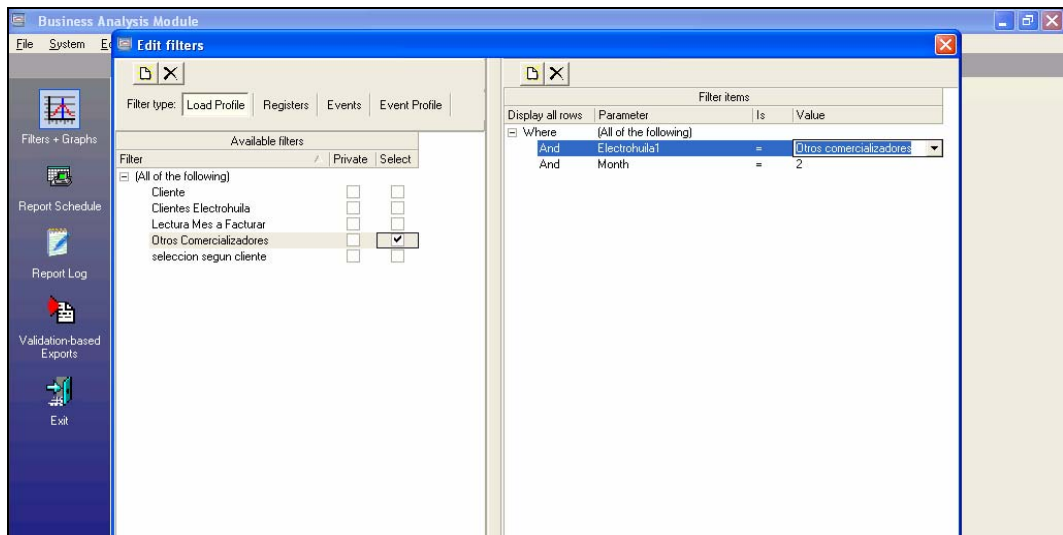 Business Analysis Module
File System Ed
Edit filters
Filter type: Load Profile Registers Events Event Profile
Available filters
Filter Private Select
(All of the following)
Cliente
Clientes Electrohuila
Lectura Mes a Facturar
Otros Comercializadores
seleccion segun cliente
Filter items
Display all rows Parameter Is Value
Where (All of the following)
And Electrohuila1 = Otros comercializadores
And Month = 2
Filters + Graphs
Report Schedule
Report Log
Validation-based
Exports
Exit